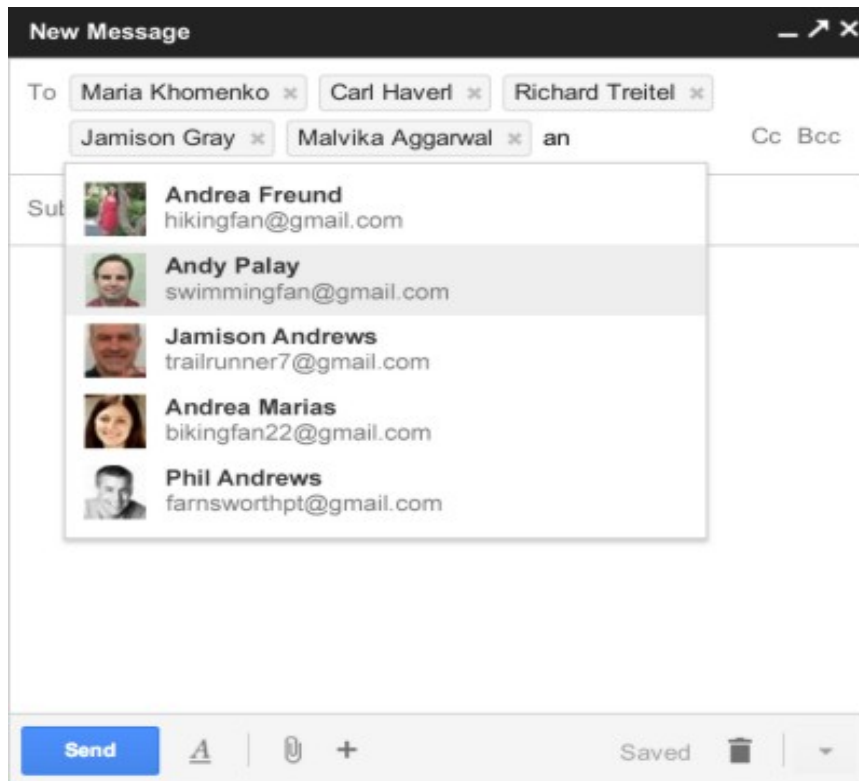 New Message
To Maria Khomenko × Carl Haverl × Richard Treitel ×
Jamison Gray × Malvika Aggarwal × an Cc Bcc
Sub
Andrea Freund
hikingfan@gmail.com
Andy Palay
swimmingfan@gmail.com
Jamison Andrews
trailrunner7@gmail.com
Andrea Marias
bikingfan22@gmail.com
Phil Andrews
farnsworthpt@gmail.com
Send A Saved